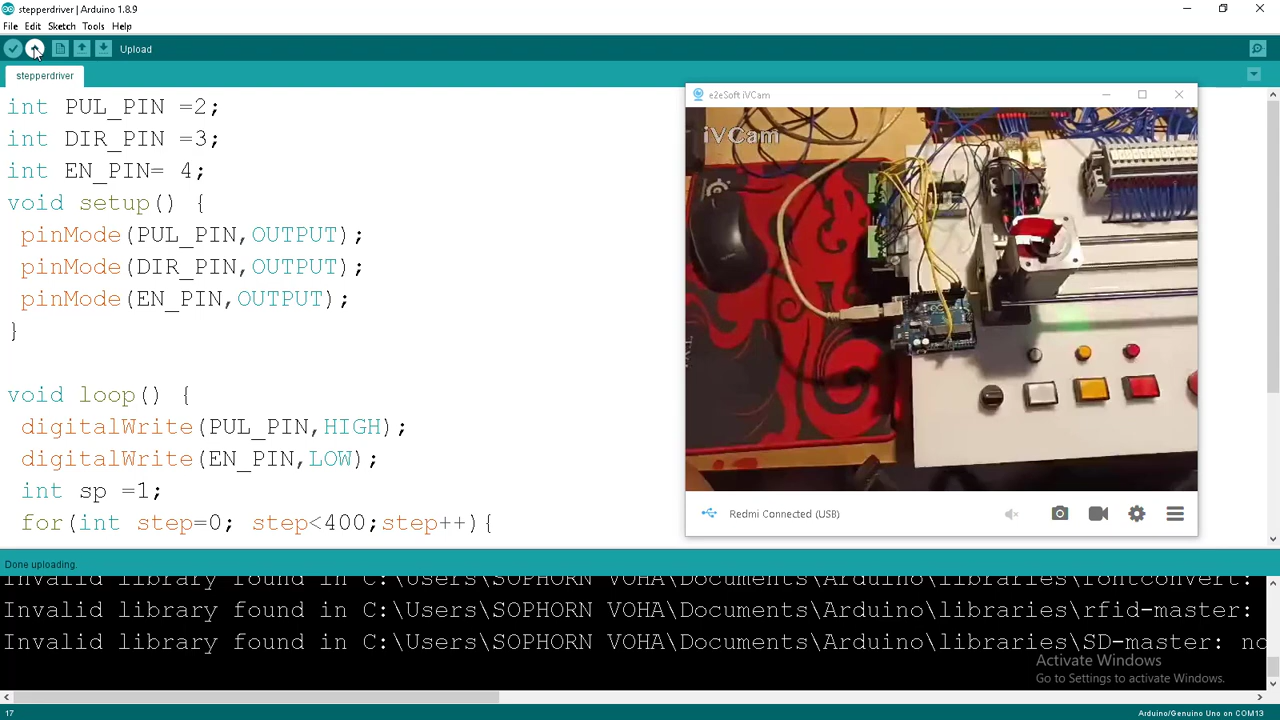 stepperdriver | Arduino 1.8.9
File Edit Sketch Tools Help
Upload
stepperdriver
int PUL_PIN =2;
int DIR_PIN =3;
int EN_PIN= 4;
void setup() {
pinMode(PUL_PIN,OUTPUT);
pinMode(DIR_PIN,OUTPUT);
pinMode(EN_PIN,OUTPUT);
}
void loop() {
digitalWrite(PUL_PIN,HIGH);
digitalWrite(EN_PIN,LOW);
int sp =1;
for(int step=0; step<400;step++){
e2eSoft iVCam
iVCam
Redmi Connected (USB)
Done uploading.
Invalid library found in C:\Users\SOPHORN VOHA\Documents\Arduino\libraries\fontconvert:
Invalid library found in C:\Users\SOPHORN VOHA\Documents\Arduino\libraries\rfid-master:
Invalid library found in C:\Users\SOPHORN VOHA\Documents\Arduino\libraries\SD-master: no
Activate Windows
Go to Settings to activate Windows.
17
Arduino/Genuino Uno on COM13